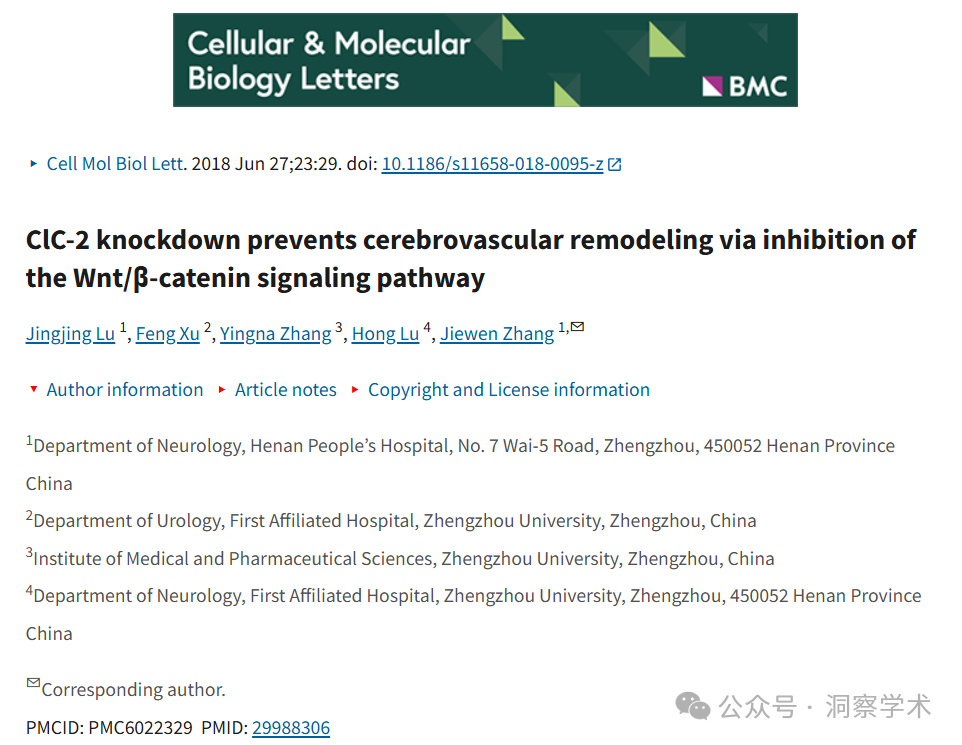 Cellular & Molecular
Biology Letters
BMC
Cell Mol Biol Lett. 2018 Jun 27;23:29. doi: 10.1186/s11658-018-0095-z
ClC-2 knockdown prevents cerebrovascular remodeling via inhibition of
the Wnt/β-catenin signaling pathway
Jingjing Lu 1, Feng Xu 2, Yingna Zhang 3, Hong Lu 4, Jiewen Zhang 1,✉
Author information Article notes Copyright and License information
1Department of Neurology, Henan People’s Hospital, No. 7 Wai-5 Road, Zhengzhou, 450052 Henan Province
China
2Department of Urology, First Affiliated Hospital, Zhengzhou University, Zhengzhou, China
3Institute of Medical and Pharmaceutical Sciences, Zhengzhou University, Zhengzhou, China
4Department of Neurology, First Affiliated Hospital, Zhengzhou University, Zhengzhou, 450052 Henan Province
China
✉Corresponding author.
PMCID: PMC6022329 PMID: 29988306
公众号 · 洞察学术